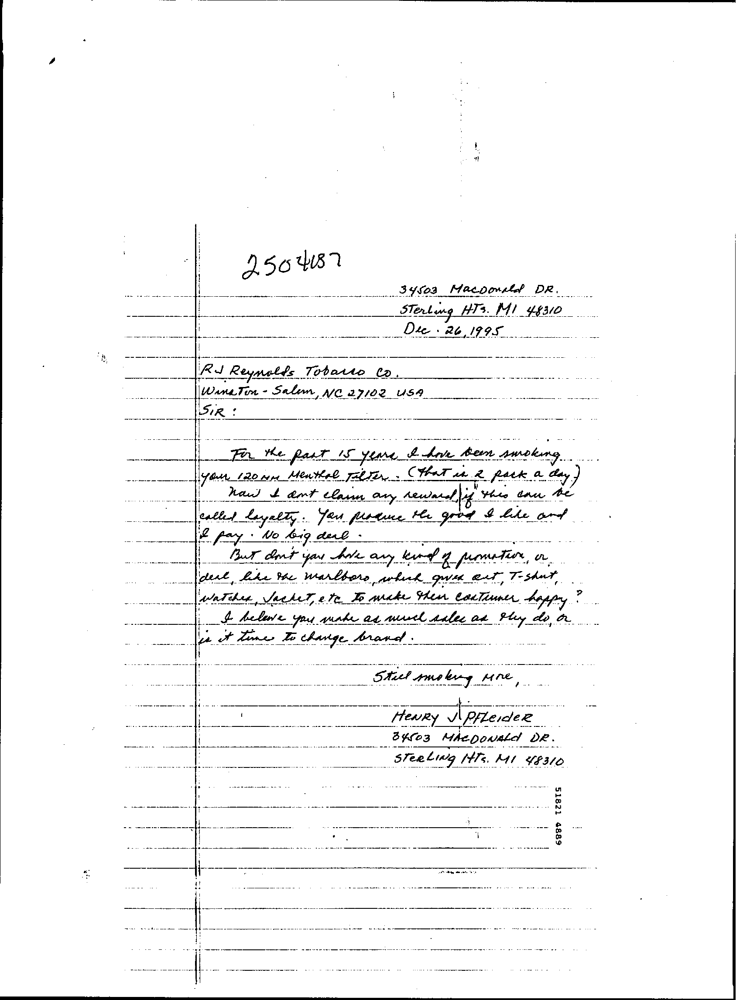 2504187
34503 MacDonald DR.
Sterling HTS. MI 48310
Dec. 26, 1995
RJ Reynolds Tobacco Co.
Winston-Salem, NC 27102 USA
SIR:
For the past 15 years I have been smoking
your 120 MM Menthol Filter. (that is 2 pack a day)
Now I dont claim any reward, if this can be
called loyalty. You produce the good I like and
I pay. No big deal.
But don't you have any kind of promotion, or
deal, like the Marlboro, which gives out, T-shirt,
watches, Jacket, etc to make their costumer happy?
I believe you make as much sales as they do, or
is it time to change brand.
Still smoking More,
HENRY J PFLeideR
34503 MACDONALD DR.
STERLING HTS. MI 48310
51821 4889